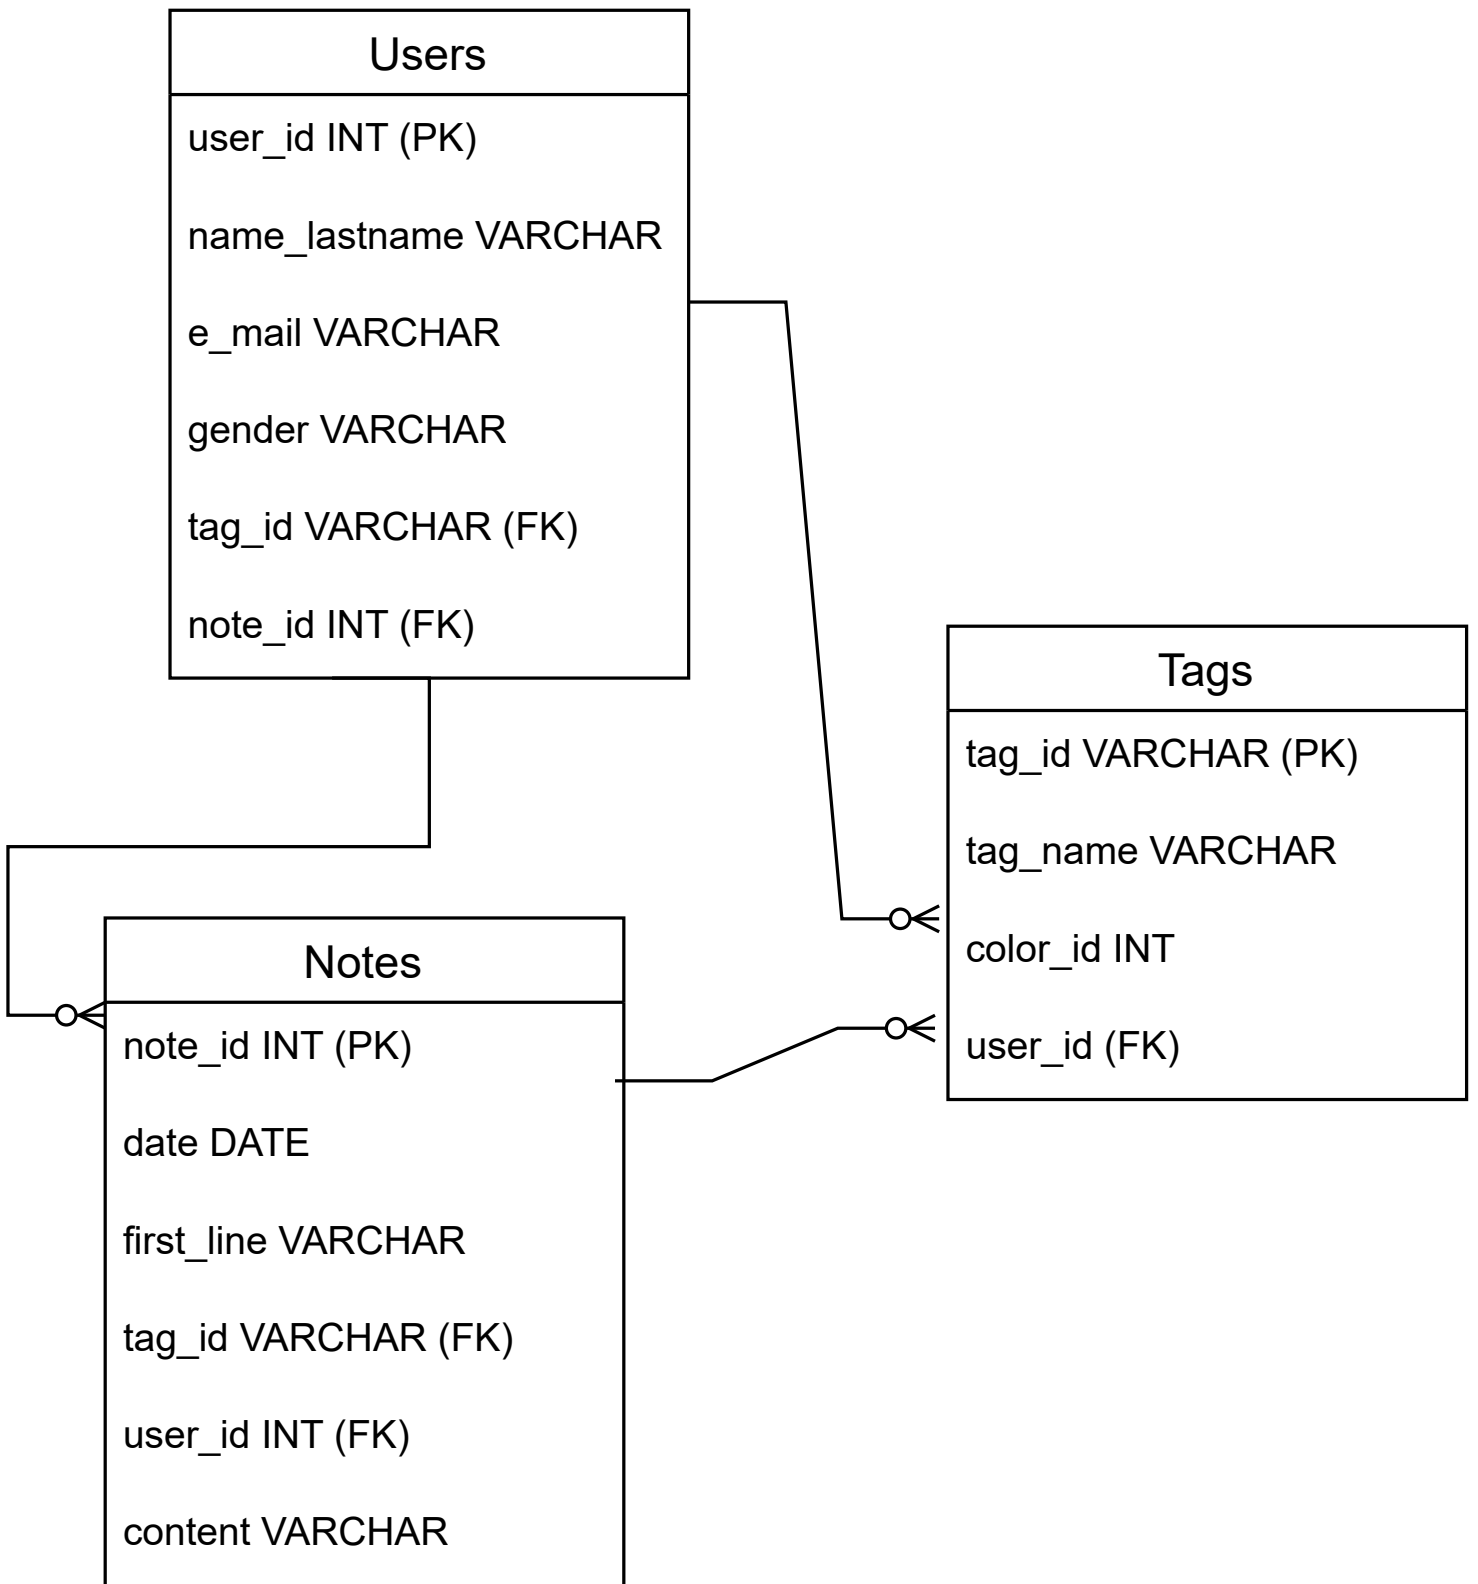 Users
user_id INT (PK)
name_lastname VARCHAR
e_mail VARCHAR
gender VARCHAR
tag_id VARCHAR (FK)
note_id INT (FK)
Tags
tag_id VARCHAR (PK)
tag_name VARCHAR
color_id INT
user_id (FK)
Notes
note_id INT (PK)
date DATE
first_line VARCHAR
tag_id VARCHAR (FK)
user_id INT (FK)
content VARCHAR